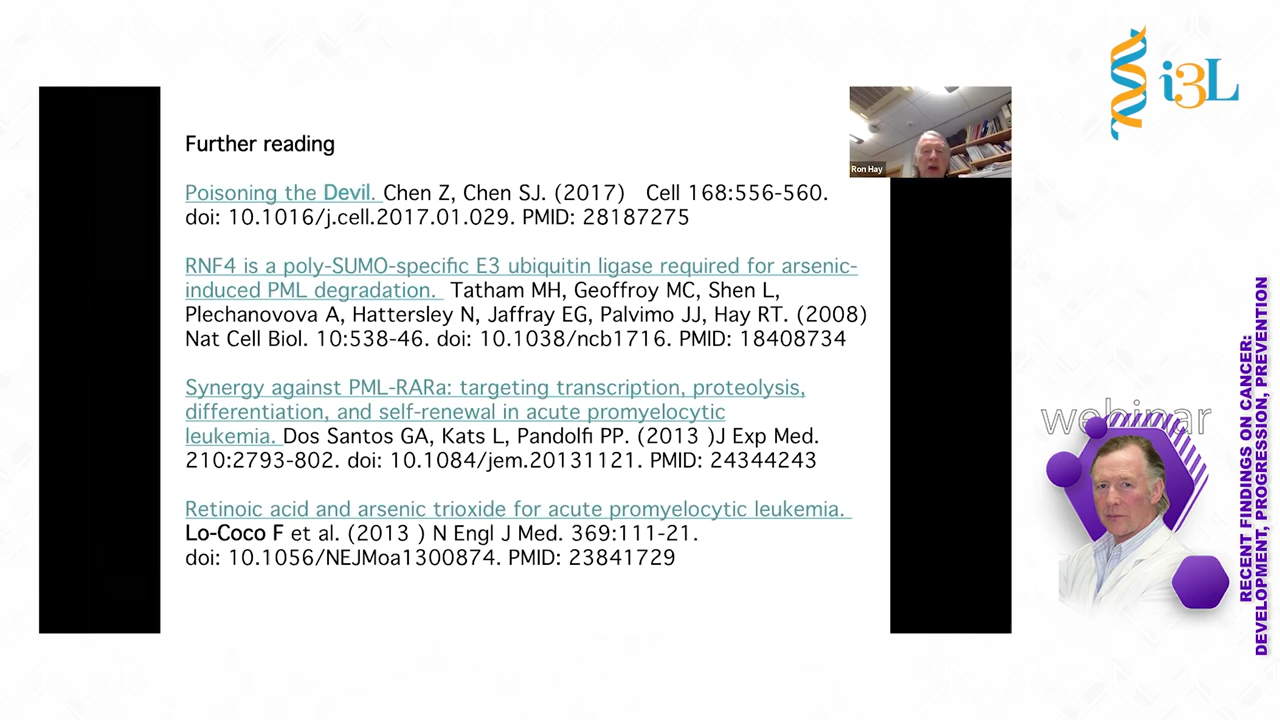 i3L
Further reading
Ron Hay
Poisoning the Devil. Chen Z, Chen SJ. (2017) Cell 168:556-560.
doi: 10.1016/j.cell.2017.01.029. PMID: 28187275
RNF4 is a poly-SUMO-specific E3 ubiquitin ligase required for arsenic-
induced PML degradation. Tatham MH, Geoffroy MC, Shen L,
Plechanovova A, Hattersley N, Jaffray EG, Palvimo JJ, Hay RT. (2008)
Nat Cell Biol. 10:538-46. doi: 10.1038/ncb1716. PMID: 18408734
Synergy against PML-RARa: targeting transcription, proteolysis,
differentiation, and self-renewal in acute promyelocytic
leukemia. Dos Santos GA, Kats L, Pandolfi PP. (2013 )J Exp Med.
210:2793-802. doi: 10.1084/jem.20131121. PMID: 24344243
Retinoic acid and arsenic trioxide for acute promyelocytic leukemia.
Lo-Coco F et al. (2013 ) N Engl J Med. 369:111-21.
doi: 10.1056/NEJMoa1300874. PMID: 23841729
webinar
RECENT FINDINGS ON CANCER:
DEVELOPMENT, PROGRESSION, PREVENTION